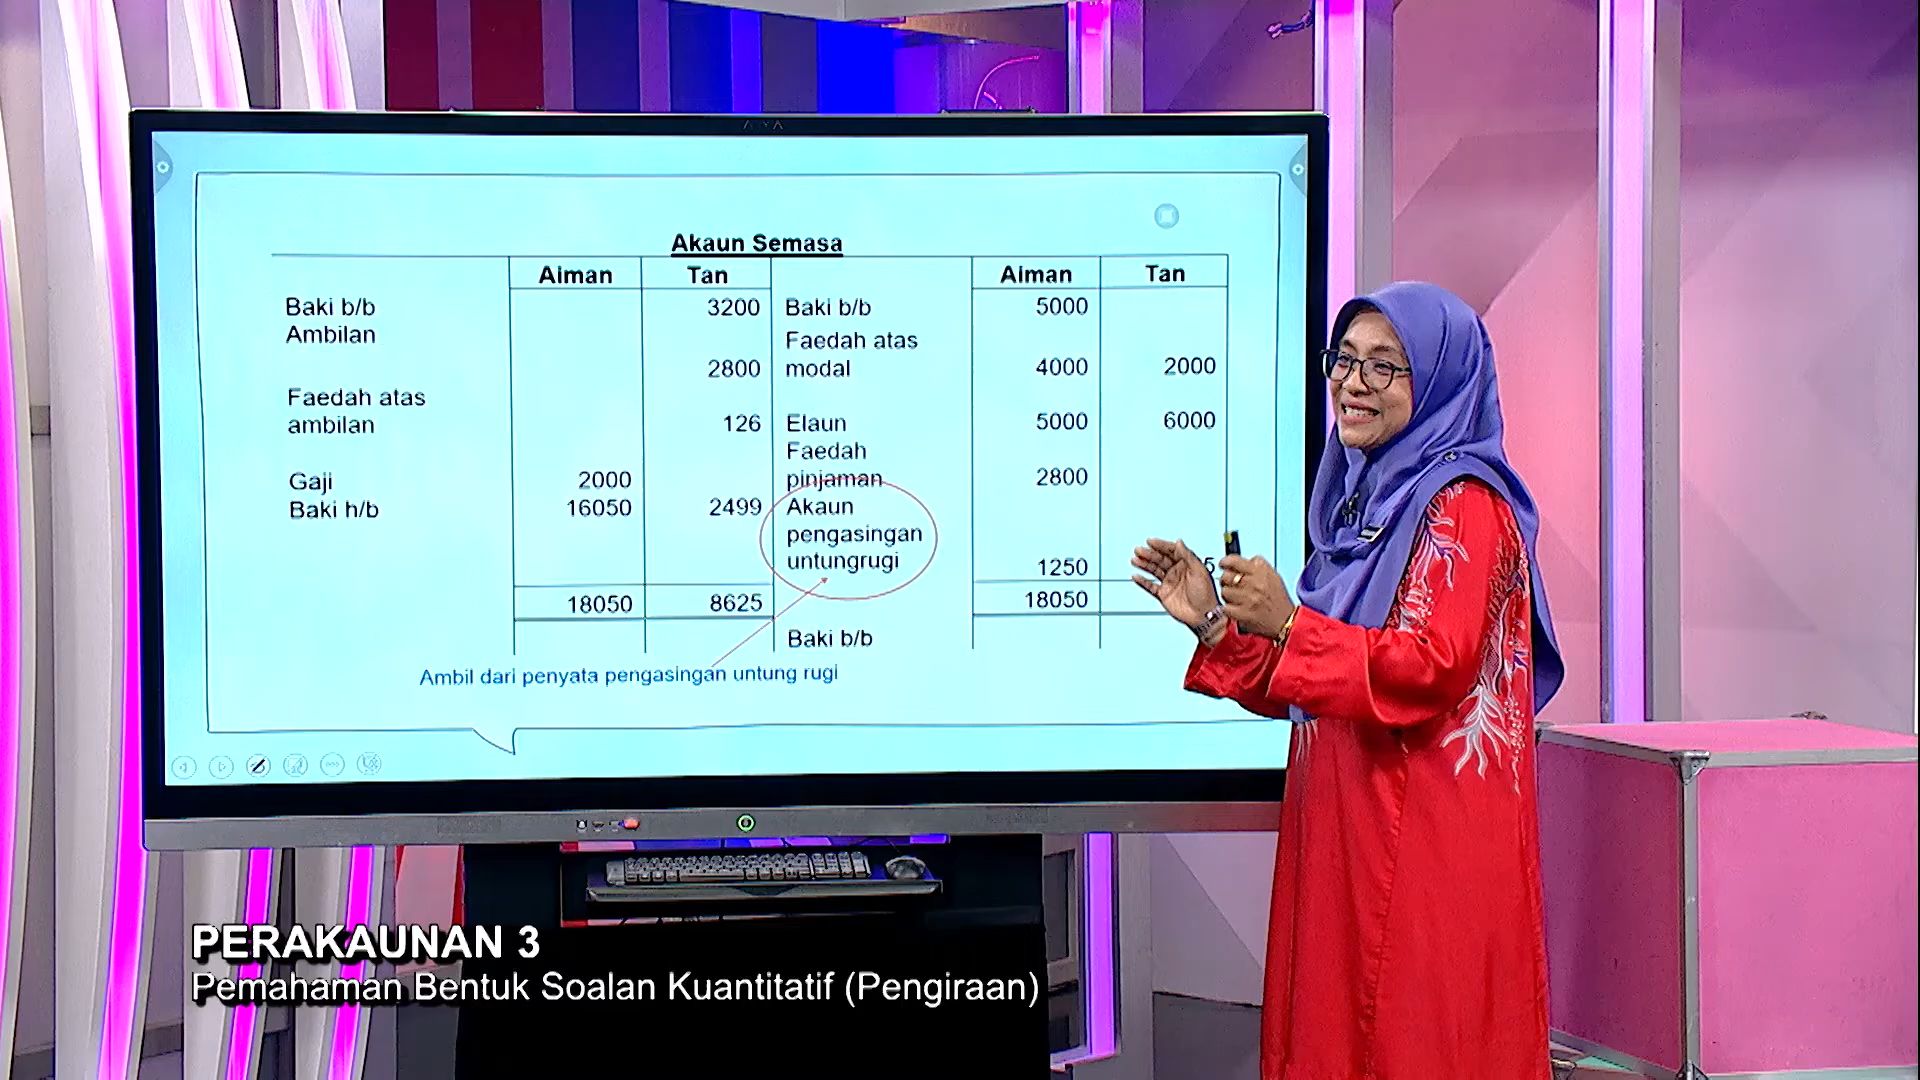 Akaun Semasa
Aiman Tan Aiman Tan
Baki b/b 3200 Baki b/b 5000
Ambilan
Faedah atas
2800 modal 4000 2000
Faedah atas
ambilan 126 Elaun 5000 6000
Faedah
Gaji 2000 pinjaman 2800
Baki h/b 16050 2499 Akaun
pengasingan
untungrugi 1250
18050 8625 18050
Baki b/b
Ambil dari penyata pengasingan untung rugi
PERAKAUNAN 3
Pemahaman Bentuk Soalan Kuantitatif (Pengiraan)